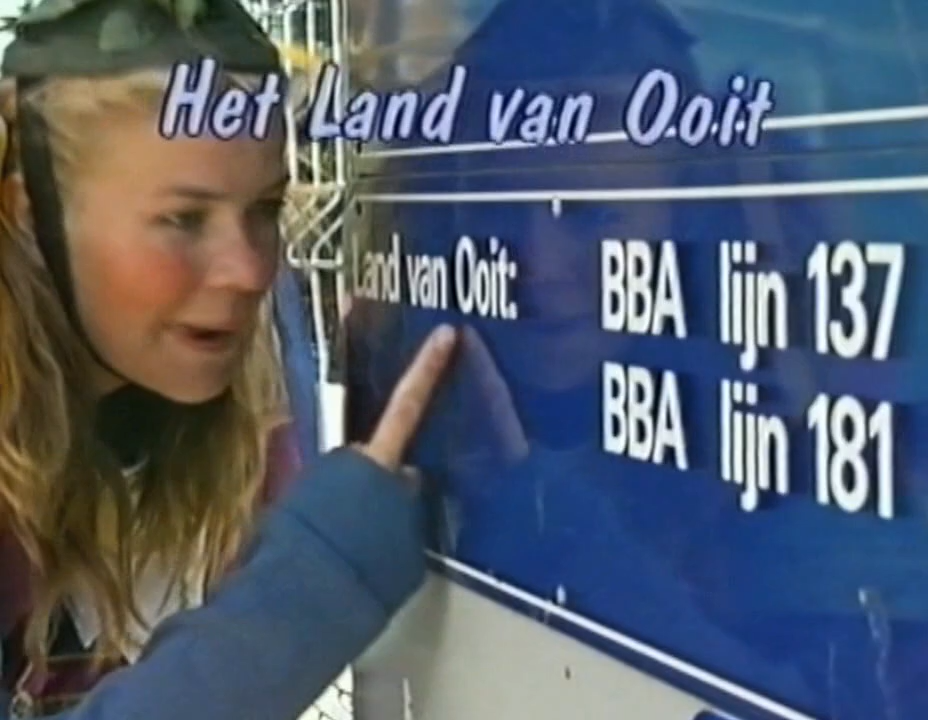 Het Land van Ooit
Land van Ooit: BBA lijn 137
BBA lijn 181